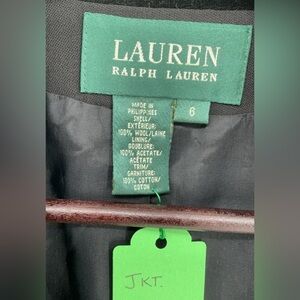 LAUREN
RALPH LAUREN
6
MADE IN
PHILIPPINES
SHELL/
EXTÉRIEUR:
100% WOOL/LAINE
LINING/
DOUBLURE:
100% ACETATE/
ACÉTATE
TRIM/
GARNITURE:
100% COTTON/
COTON
JKT.